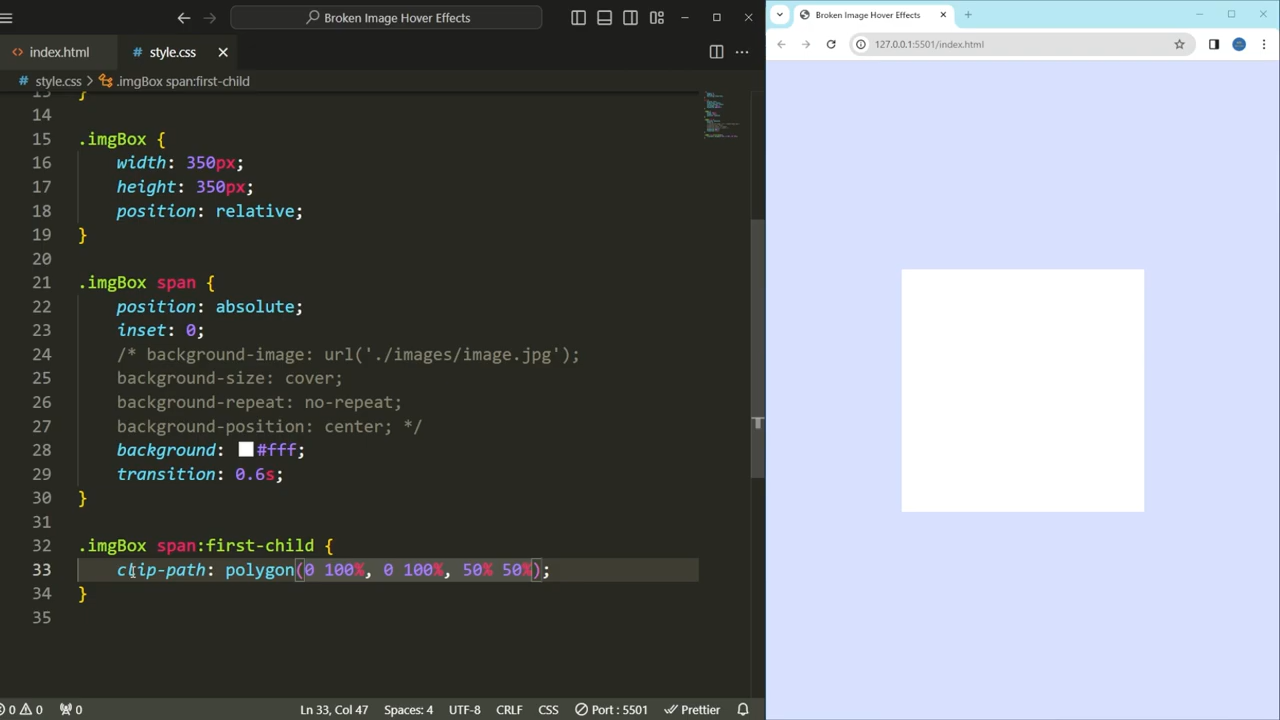 Broken Image Hover Effects
index.html
# style.css
# style.css > .imgBox span:first-child
13 }
14
15 .imgBox {
16 width: 350px;
17 height: 350px;
18 position: relative;
19 }
20
21 .imgBox span {
22 position: absolute;
23 inset: 0;
24 /* background-image: url('./images/image.jpg');
25 background-size: cover;
26 background-repeat: no-repeat;
27 background-position: center; */
28 background: #fff;
29 transition: 0.6s;
30 }
31
32 .imgBox span:first-child {
33 clip-path: polygon(0 100%, 0 100%, 50% 50%);
34 }
35
0 0 0 Ln 33, Col 47 Spaces: 4 UTF-8 CRLF CSS Port : 5501 Prettier
Broken Image Hover Effects
127.0.0.1:5501/index.html